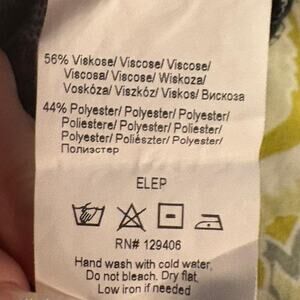 56% Viskose/ Viscose/ Viscose/
Viscosa/ Viscose/ Wiskoza/
Voskóza/ Viszkóz/ Viskos/ Вискоза
44% Polyester/ Polyester/ Polyester/
Poliestere/ Polyester/ Poliester/
Polyester/ Poliészter/ Polyester/
Полиэстер
ELEP
RN# 129406
Hand wash with cold water,
Do not bleach. Dry flat,
Low iron if needed